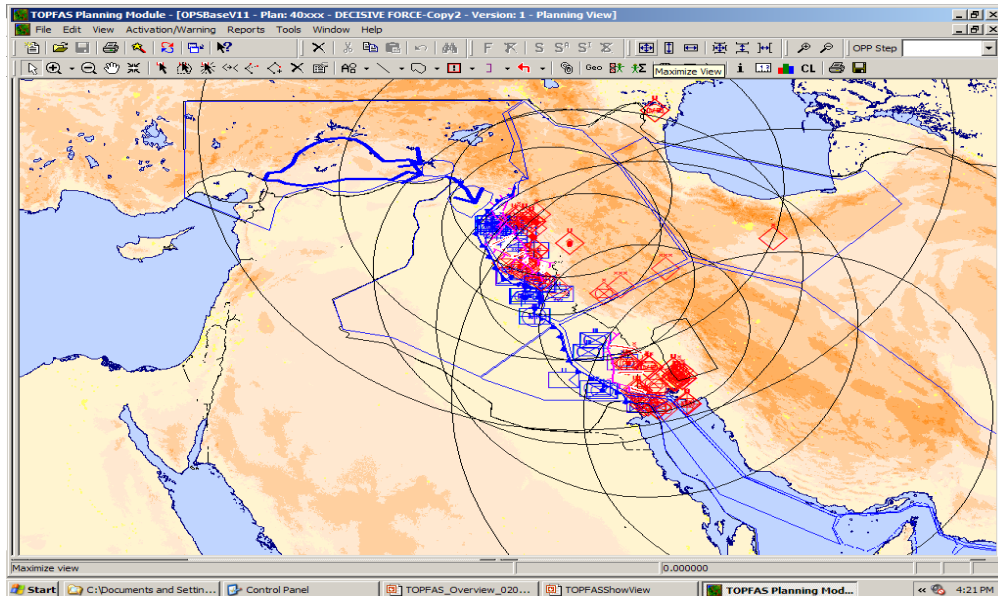 TOPFAS Planning Module - [OPSBaseV11 - Plan: 40xxx - DECISIVE FORCE-Copy2 - Version: 1 - Planning View]
File Edit View Activation/Warning Reports Tools Window Help
F S Sᴬ Sᴵ OPP Step
Geo Maximize View i CL
Maximize view 0.000000
Start C:\Documents and Settin... Control Panel TOPFAS_Overview_020... TOPFASShowView TOPFAS Planning Mod... « 4:21 PM